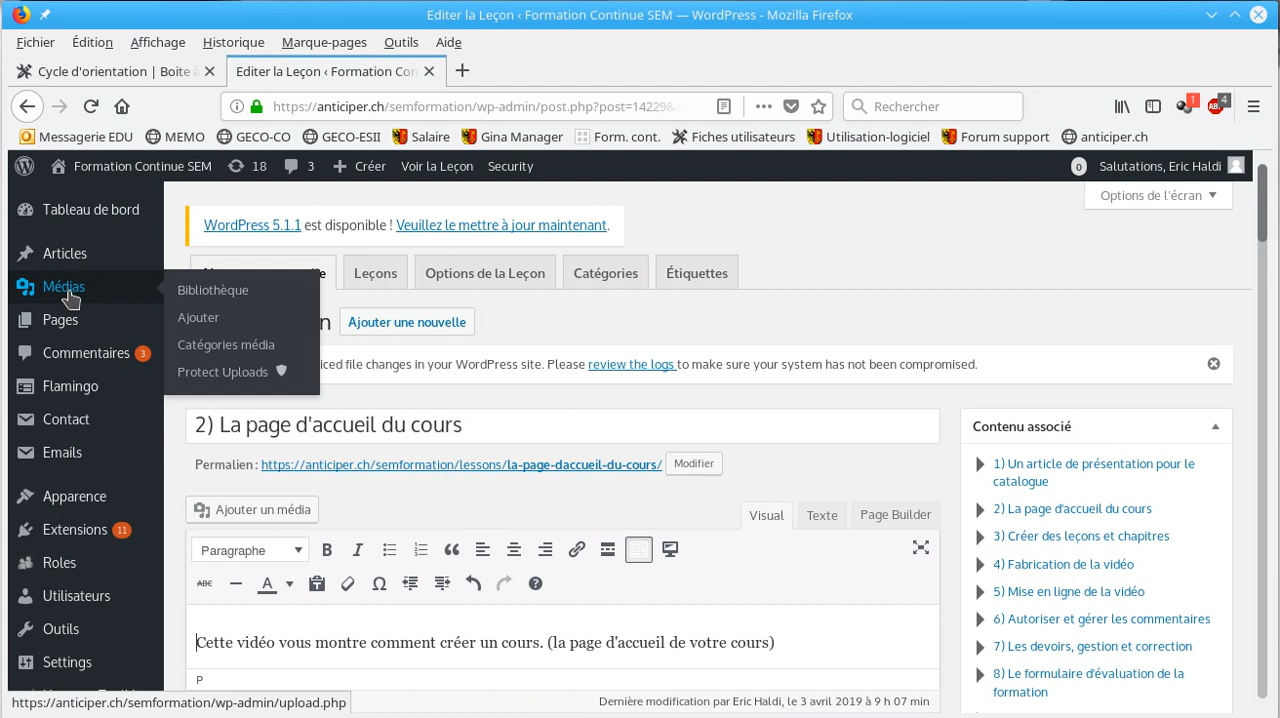 Editer la Leçon ‹ Formation Continue SEM — WordPress - Mozilla Firefox
Fichier Édition Affichage Historique Marque-pages Outils Aide
Cycle d'orientation | Boite à Editer la Leçon ‹ Formation Con
https://anticiper.ch/semformation/wp-admin/post.php?post=14229& Rechercher 1 4
Messagerie EDU MEMO GECO-CO GECO-ESII Salaire Gina Manager Form. cont. Fiches utilisateurs Utilisation-logiciel Forum support anticiper.ch
Formation Continue SEM 18 3 Créer Voir la Leçon Security 0 Salutations, Eric Haldi
Options de l'écran
Tableau de bord
Articles
Médias
Pages
Commentaires 3
Flamingo
Contact
Emails
Apparence
Extensions 11
Roles
Utilisateurs
Outils
Settings
Bibliothèque
Ajouter
Catégories média
Protect Uploads
WordPress 5.1.1 est disponible ! Veuillez le mettre à jour maintenant.
Leçons Options de la Leçon Catégories Étiquettes
Ajouter une nouvelle
iced file changes in your WordPress site. Please review the logs to make sure your system has not been compromised.
2) La page d'accueil du cours
Permalien : https://anticiper.ch/semformation/lessons/la-page-daccueil-du-cours/ Modifier
Ajouter un média
Visual Texte Page Builder
Paragraphe B I
ABC A
Cette vidéo vous montre comment créer un cours. (la page d'accueil de votre cours)
P
Dernière modification par Eric Haldi, le 3 avril 2019 à 9 h 07 min
Contenu associé
1) Un article de présentation pour le
catalogue
2) La page d'accueil du cours
3) Créer des leçons et chapitres
4) Fabrication de la vidéo
5) Mise en ligne de la vidéo
6) Autoriser et gérer les commentaires
7) Les devoirs, gestion et correction
8) Le formulaire d'évaluation de la
formation
https://anticiper.ch/semformation/wp-admin/upload.php